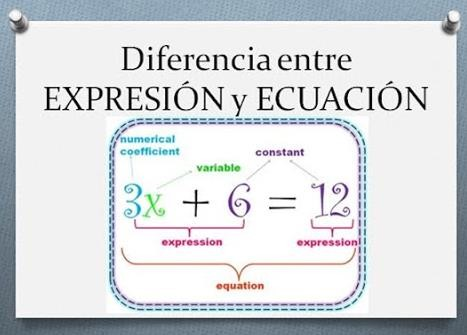 Diferencia entre
EXPRESIÓN y ECUACIÓN
numerical
coefficient
variable
constant
3x + 6 = 12
expression
expression
equation